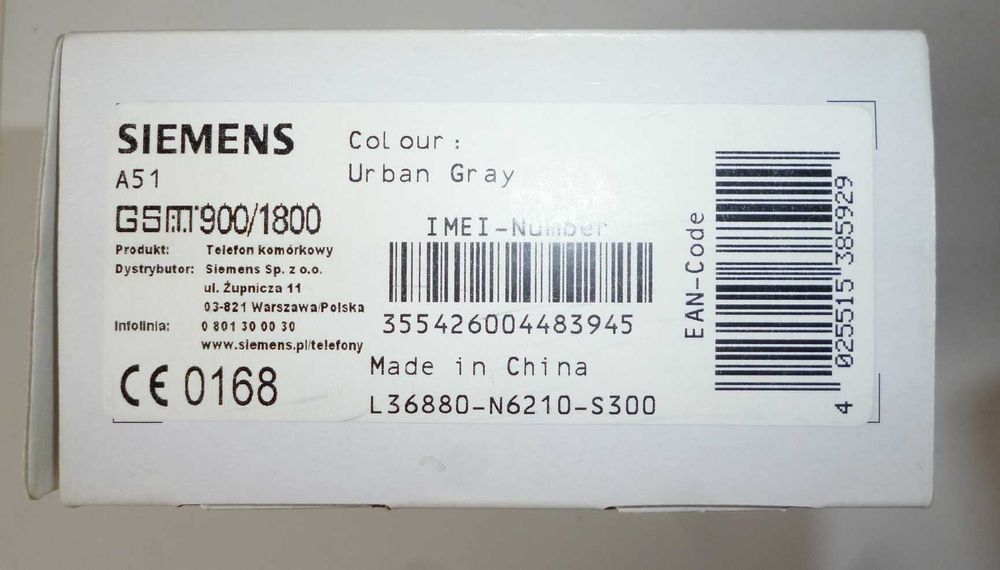 SIEMENS
A51
GSM 900/1800
Produkt: Telefon komórkowy
Dystrybutor: Siemens Sp. z o.o.
ul. Żupnicza 11
03-821 Warszawa/Polska
Infolinia: 0 801 30 00 30
www.siemens.pl/telefony
CE 0168
Colour:
Urban Gray
IMEI-Number
355426004483945
Made in China
L36880-N6210-S300
EAN-Code
4 025515 385929